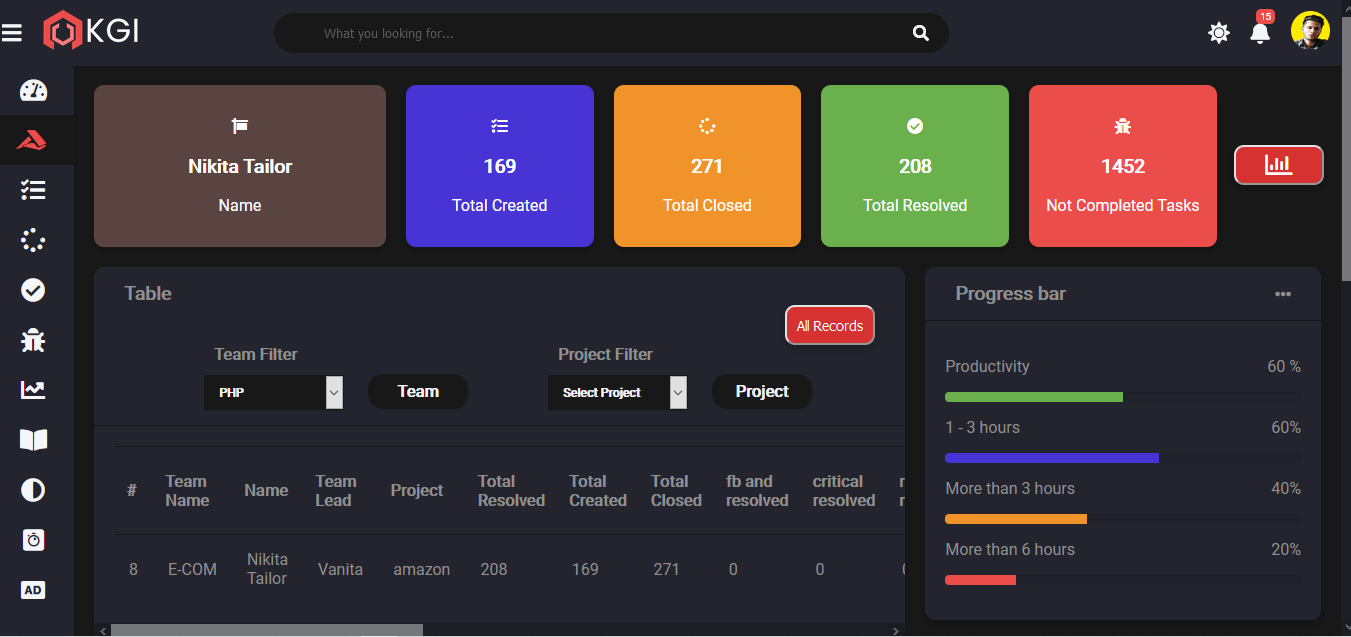 KGI
What you looking for...
15
Nikita Tailor
Name
169
Total Created
271
Total Closed
208
Total Resolved
1452
Not Completed Tasks
Table
All Records
Team Filter
Project Filter
PHP
Team
Select Project
Project
# Team Name Name Team Lead Project Total Resolved Total Created Total Closed fb and resolved critical resolved
8 E-COM Nikita Tailor Vanita amazon 208 169 271 0 0
Progress bar
Productivity 60 %
1 - 3 hours 60%
More than 3 hours 40%
More than 6 hours 20%
AD